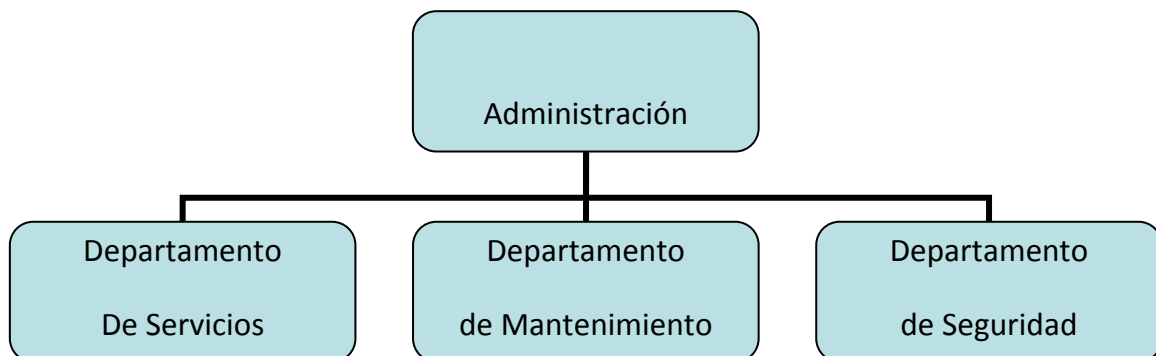 Administración
Departamento
De Servicios
Departamento
de Mantenimiento
Departamento
de Seguridad